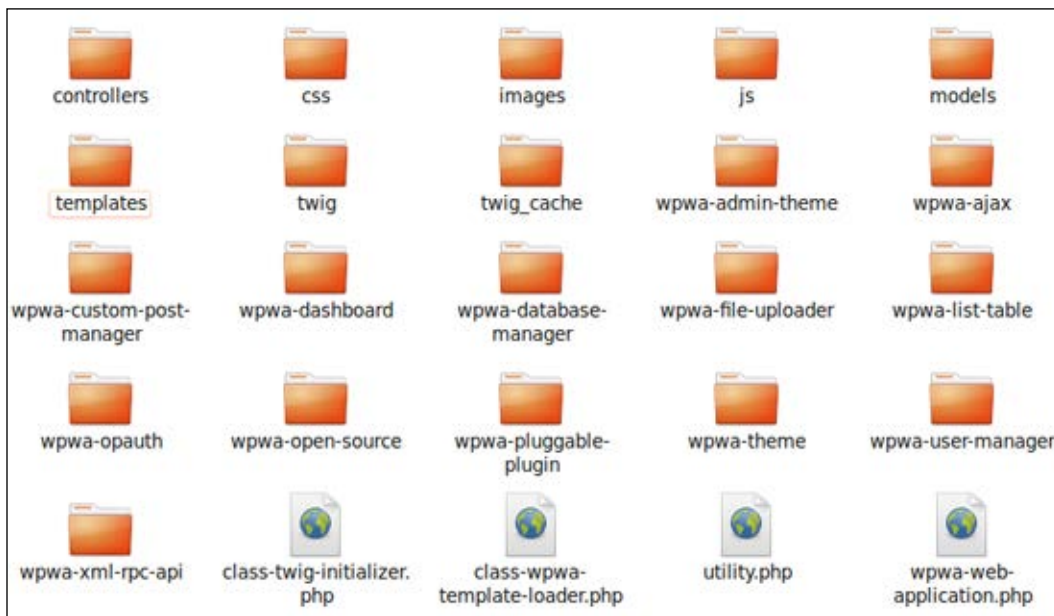 controllers
css
images
js
models
templates
twig
twig_cache
wpwa-admin-theme
wpwa-ajax
wpwa-custom-post-
manager
wpwa-dashboard
wpwa-database-
manager
wpwa-file-uploader
wpwa-list-table
wpwa-opauth
wpwa-open-source
wpwa-pluggable-
plugin
wpwa-theme
wpwa-user-manager
wpwa-xml-rpc-api
class-twig-initializer.
php
class-wpwa-
template-loader.php
utility.php
wpwa-web-
application.php